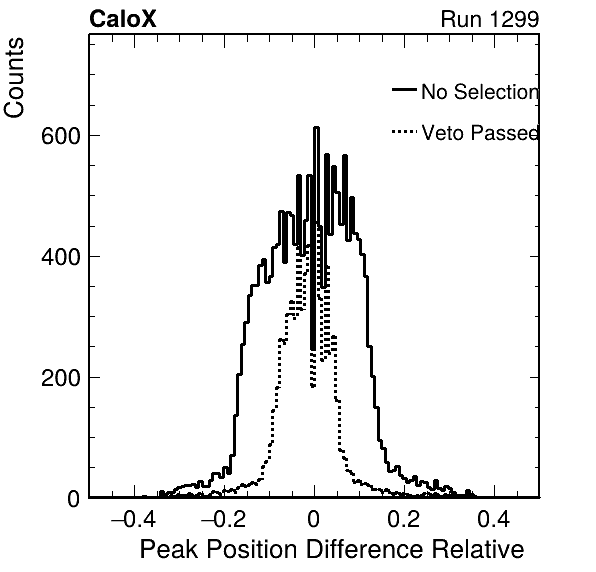 CaloX Run 1299
Counts
No Selection
Veto Passed
600
400
200
0
−0.4 −0.2 0 0.2 0.4
Peak Position Difference Relative